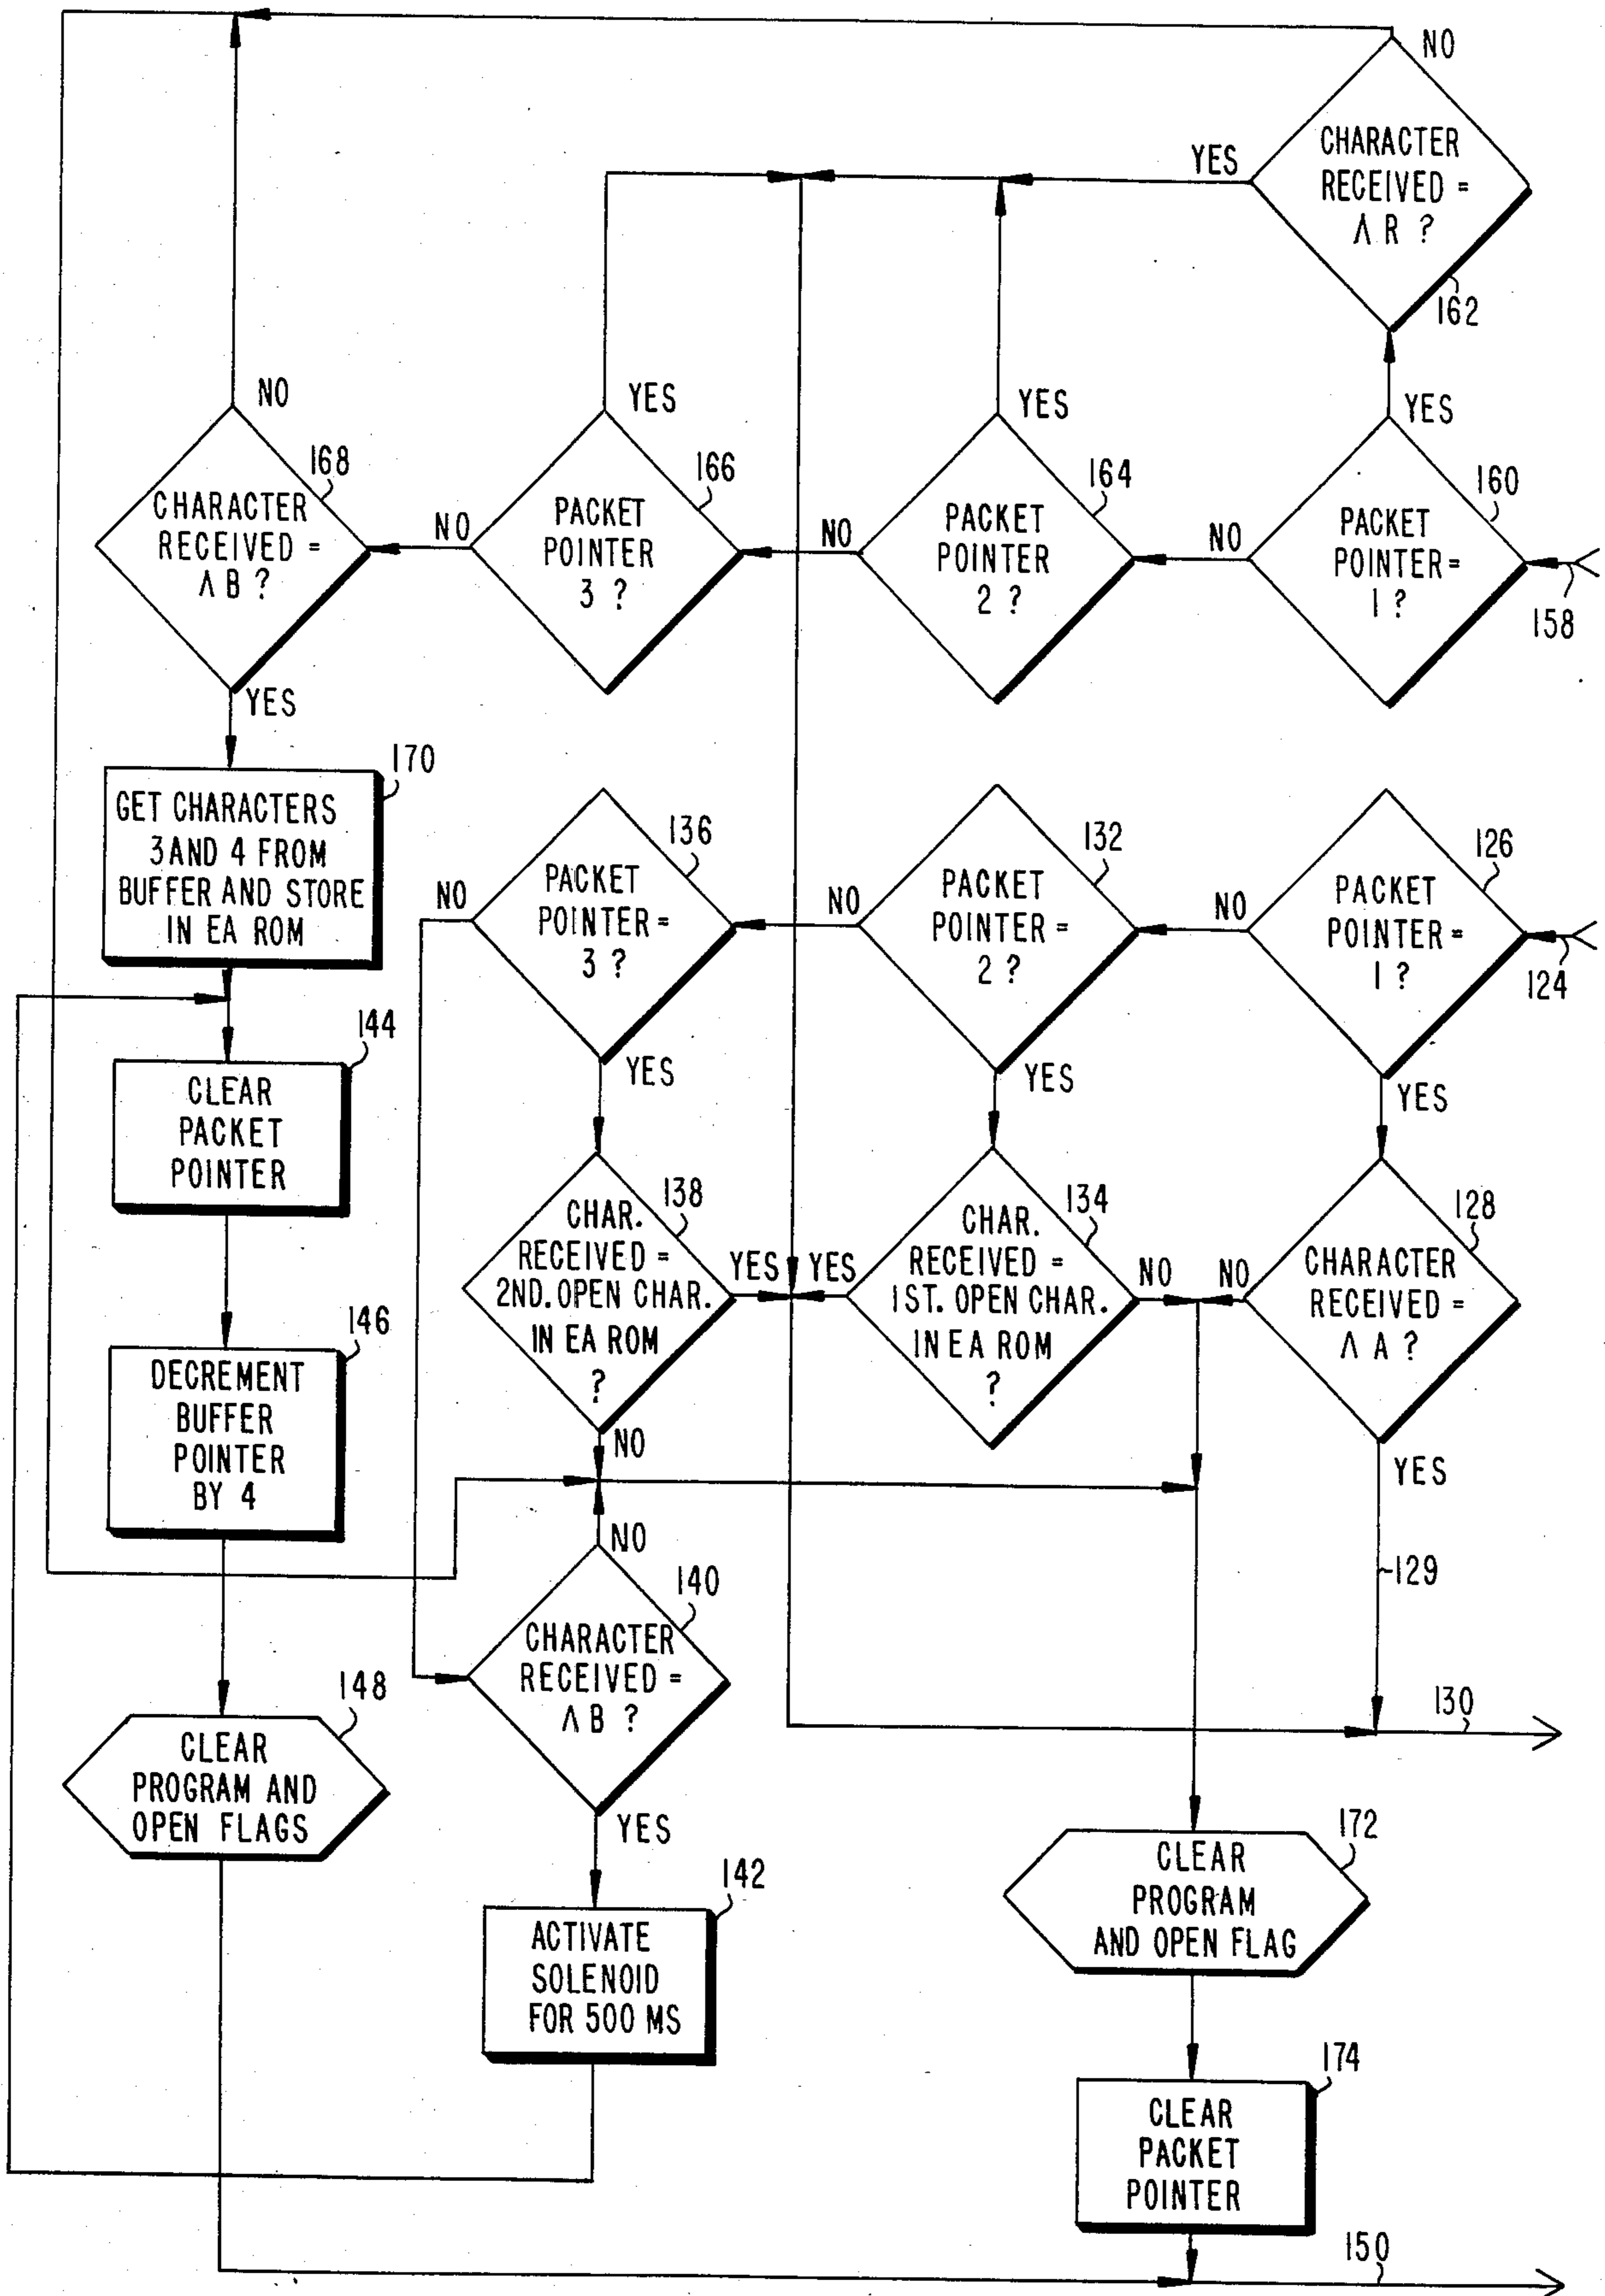 NO
CHARACTER
RECEIVED =
Λ R ?
YES
162
NO
168
CHARACTER
RECEIVED =
Λ B ?
YES
NO
YES
166
PACKET
POINTER
3 ?
NO
YES
164
PACKET
POINTER
2 ?
NO
YES
160
PACKET
POINTER =
1 ?
158
170
GET CHARACTERS
3 AND 4 FROM
BUFFER AND STORE
IN EA ROM
136
PACKET
POINTER =
3 ?
NO
YES
NO
132
PACKET
POINTER =
2 ?
YES
NO
126
PACKET
POINTER =
1 ?
YES
124
144
CLEAR
PACKET
POINTER
138
CHAR.
RECEIVED =
2ND. OPEN CHAR.
IN EA ROM
?
YES
NO
134
CHAR.
RECEIVED =
1ST. OPEN CHAR.
IN EA ROM
?
YES
NO
128
CHARACTER
RECEIVED =
Λ A ?
NO
YES
129
146
DECREMENT
BUFFER
POINTER
BY 4
NO
140
CHARACTER
RECEIVED =
Λ B ?
YES
130
148
CLEAR
PROGRAM AND
OPEN FLAGS
142
ACTIVATE
SOLENOID
FOR 500 MS
172
CLEAR
PROGRAM
AND OPEN FLAG
174
CLEAR
PACKET
POINTER
150